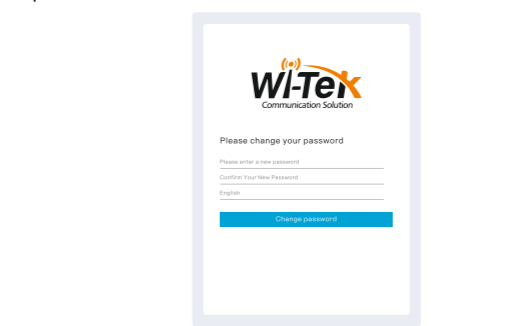 Wi-Tek
Communication Solution
Please change your password
Please enter a new password
Confirm Your New Password
English
Change password